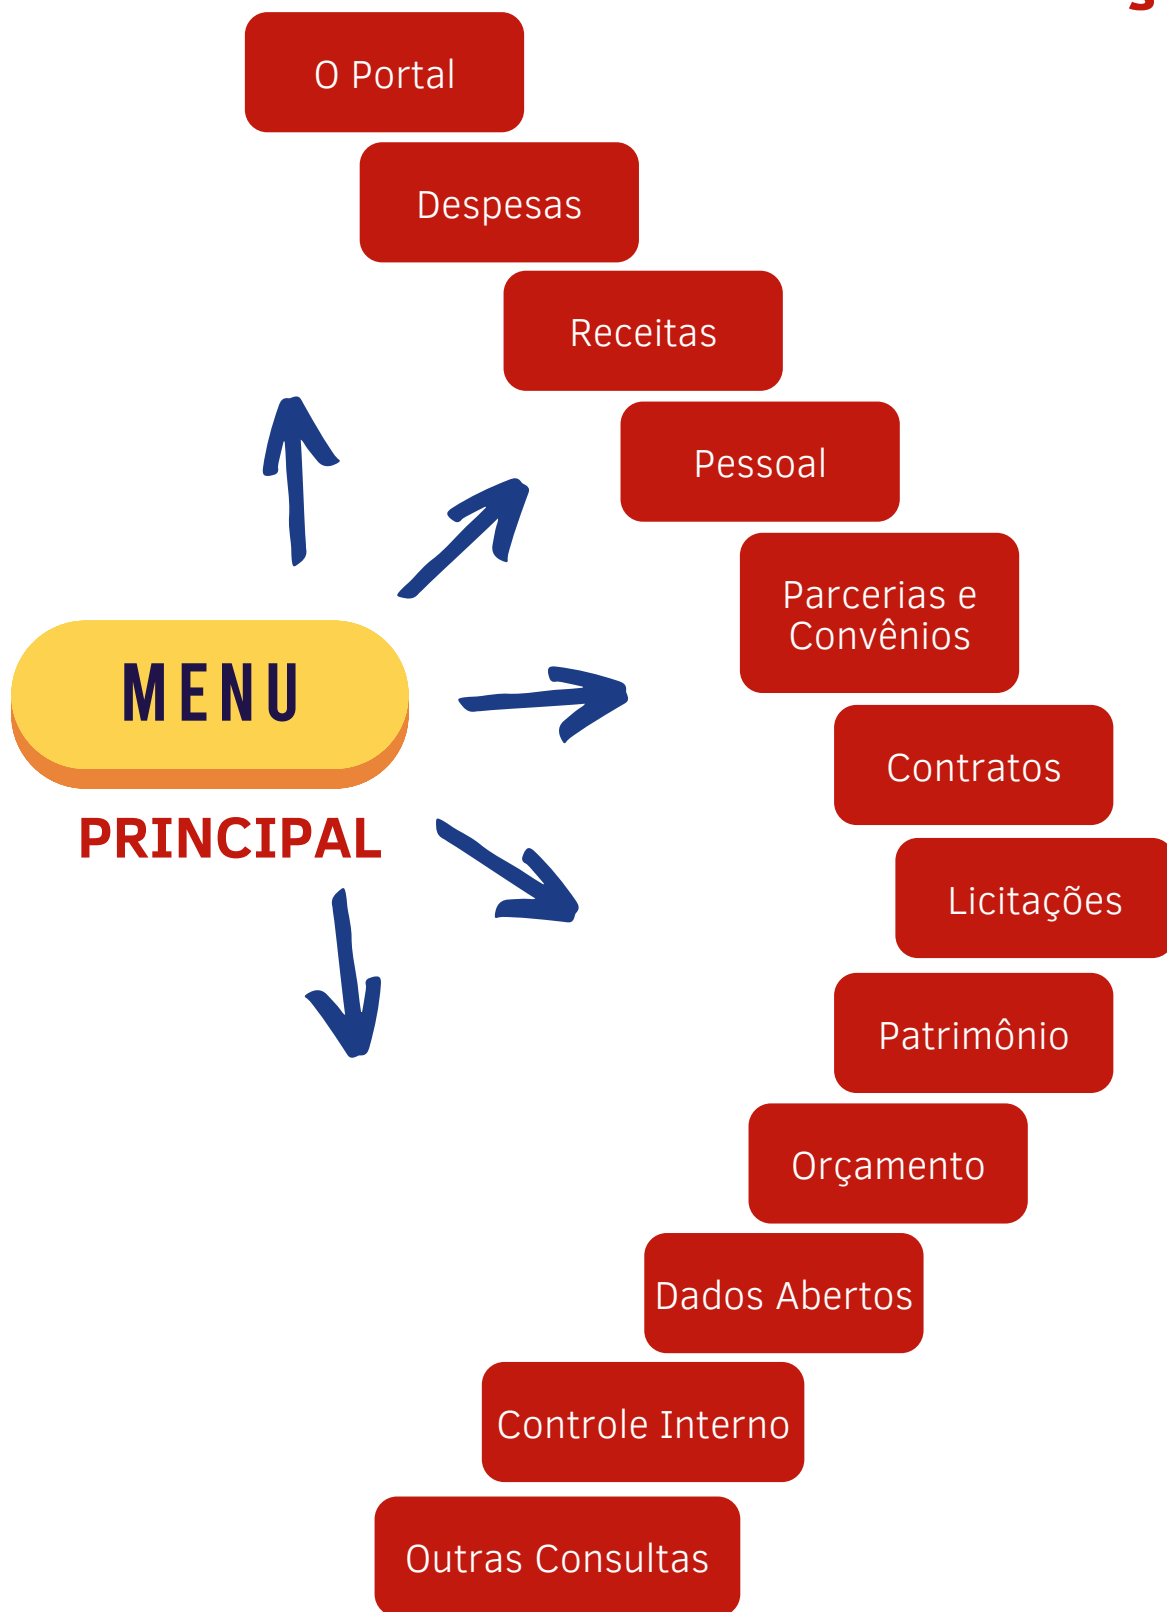 O Portal
Despesas
Receitas
Pessoal
Parcerias e
Convênios
MENU
PRINCIPAL
Contratos
Licitações
Patrimônio
Orçamento
Dados Abertos
Controle Interno
Outras Consultas